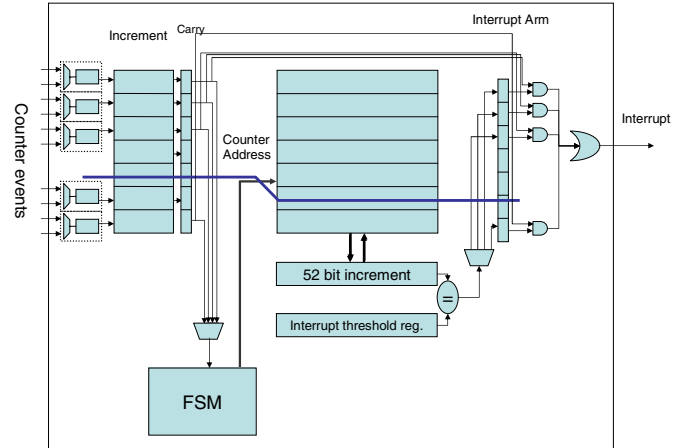 Interrupt Arm
Increment
Carry
Counter events
Counter
Address
Interrupt
52 bit increment
=
Interrupt threshold reg.
FSM